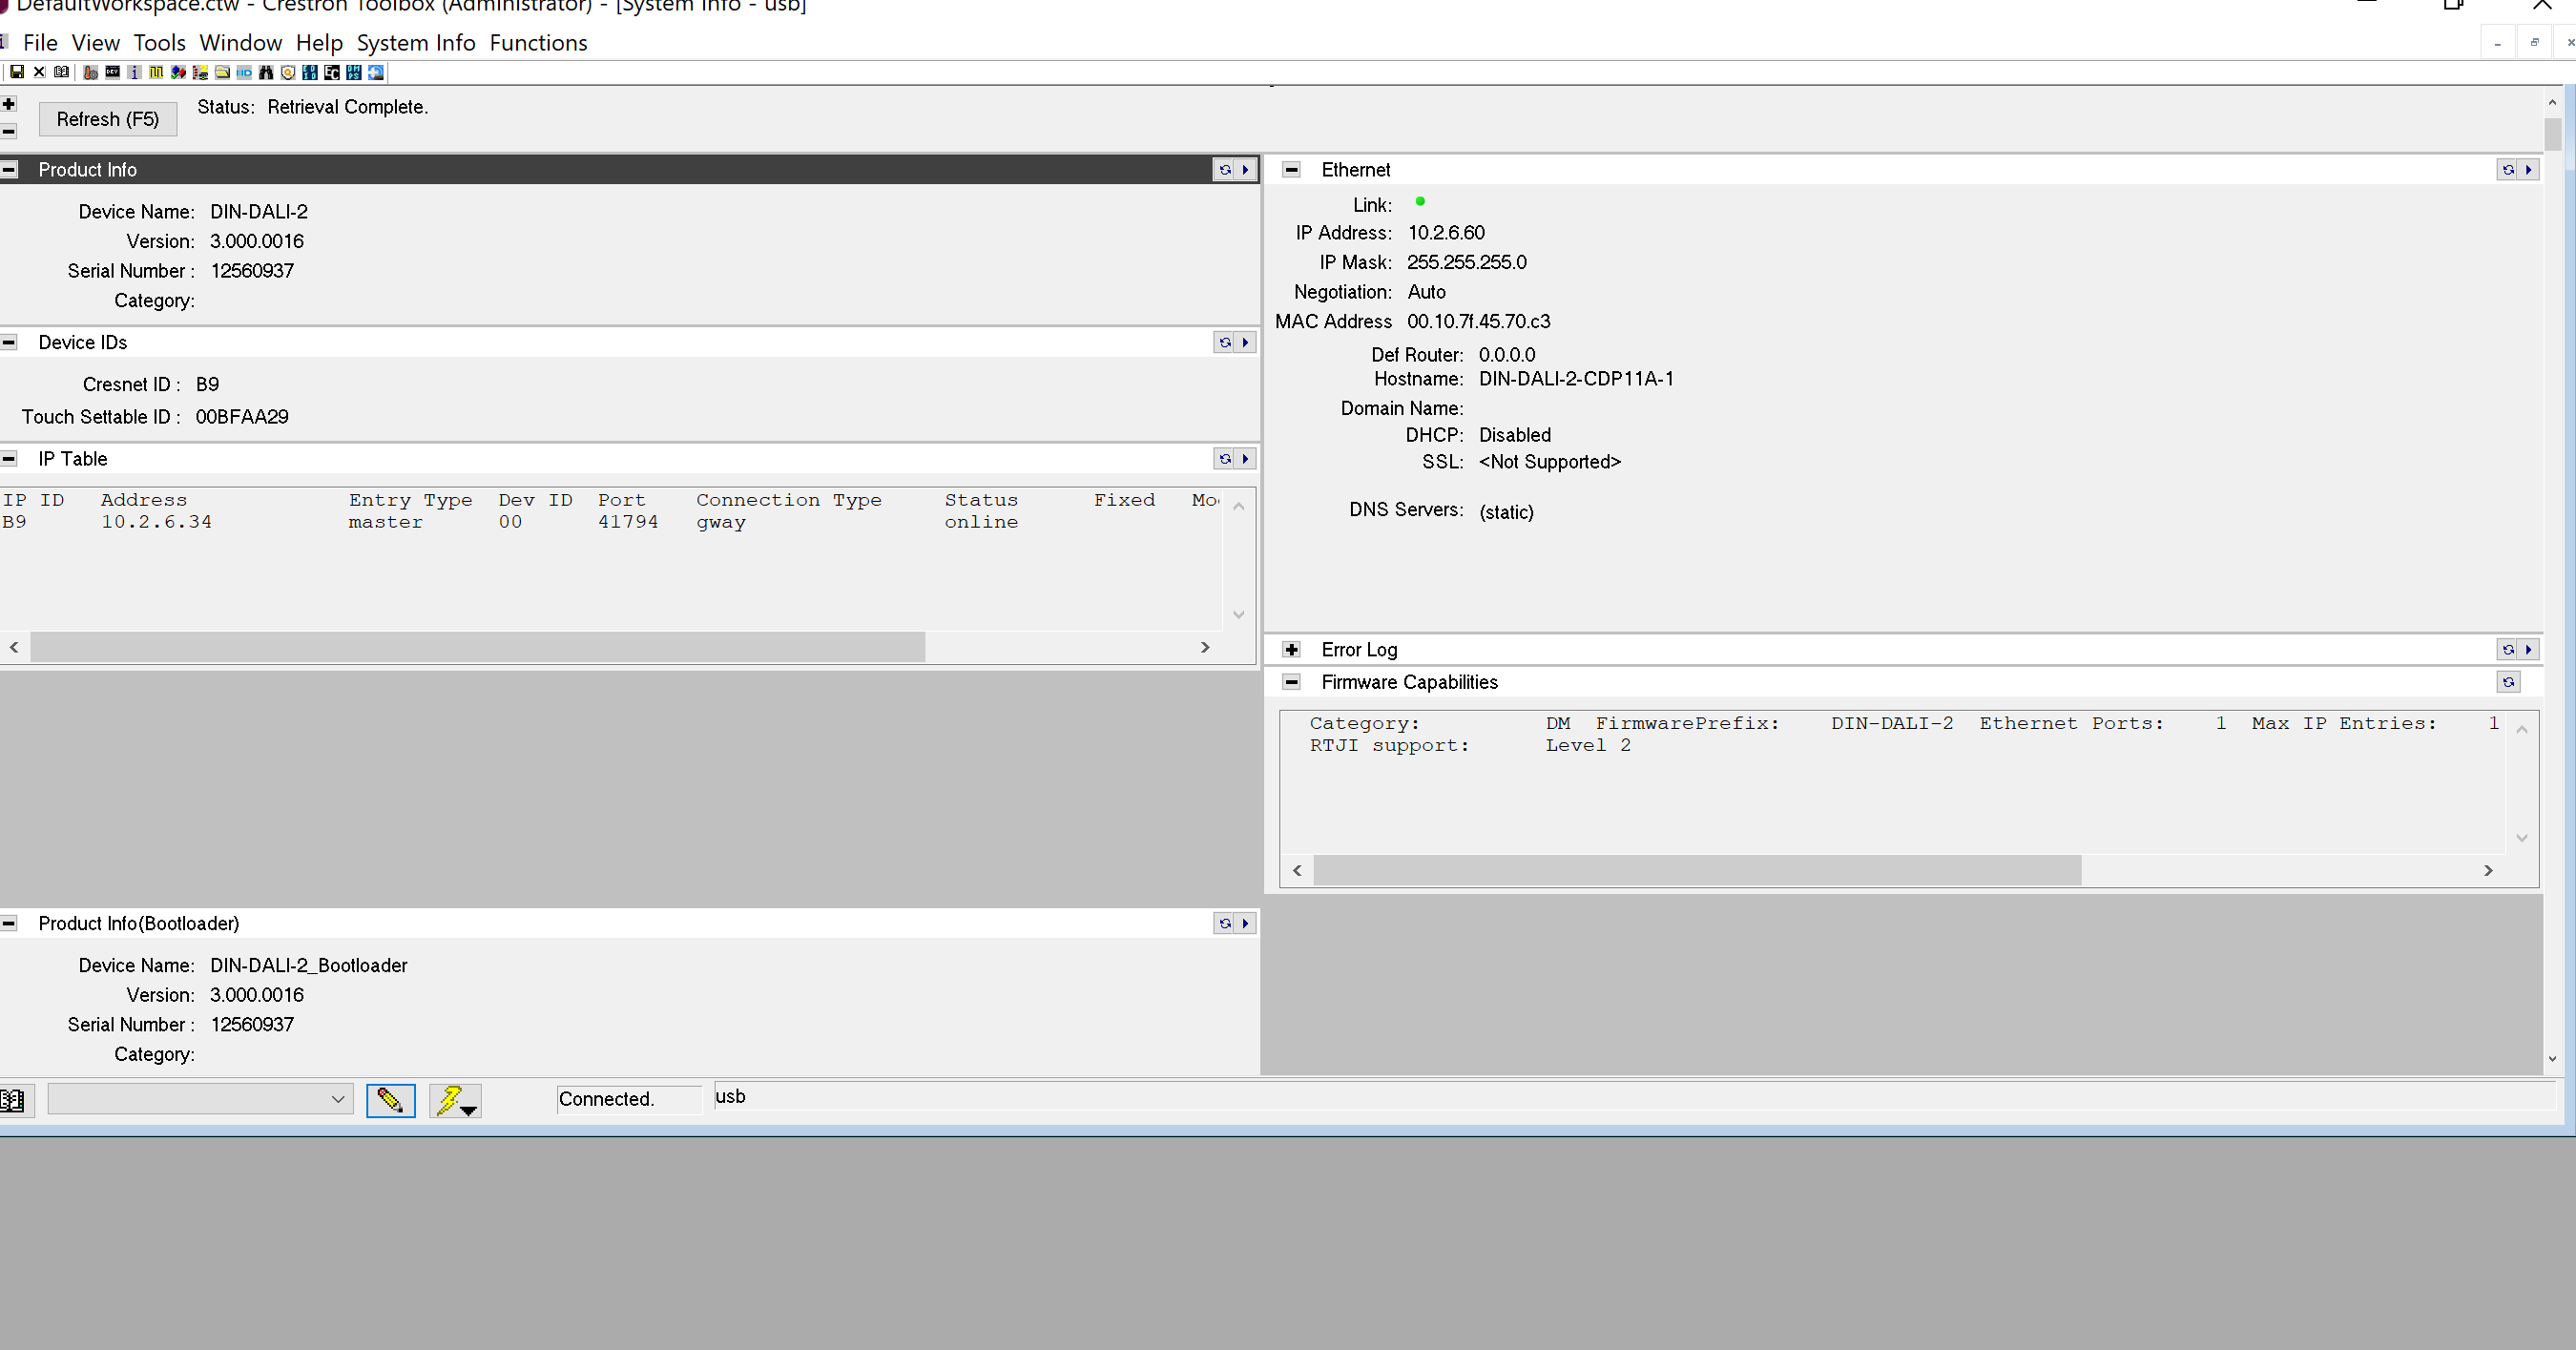 DefaultWorkspace.ctw - Crestron Toolbox (Administrator) - [System Info - usb]
File View Tools Window Help System Info Functions
Refresh (F5)
Status: Retrieval Complete.
Product Info
Device Name: DIN-DALI-2
Version: 3.000.0016
Serial Number : 12560937
Category:
Device IDs
Cresnet ID : B9
Touch Settable ID : 00BFAA29
IP Table
IP ID Address Entry Type Dev ID Port Connection Type Status Fixed Mo
B9 10.2.6.34 master 00 41794 gway online
Product Info(Bootloader)
Device Name: DIN-DALI-2_Bootloader
Version: 3.000.0016
Serial Number : 12560937
Category:
Ethernet
Link:
IP Address: 10.2.6.60
IP Mask: 255.255.255.0
Negotiation: Auto
MAC Address 00.10.7f.45.70.c3
Def Router: 0.0.0.0
Hostname: DIN-DALI-2-CDP11A-1
Domain Name:
DHCP: Disabled
SSL: <Not Supported>
DNS Servers: (static)
Error Log
Firmware Capabilities
Category: DM FirmwarePrefix: DIN-DALI-2 Ethernet Ports: 1 Max IP Entries: 1
RTJI support: Level 2
Connected. usb